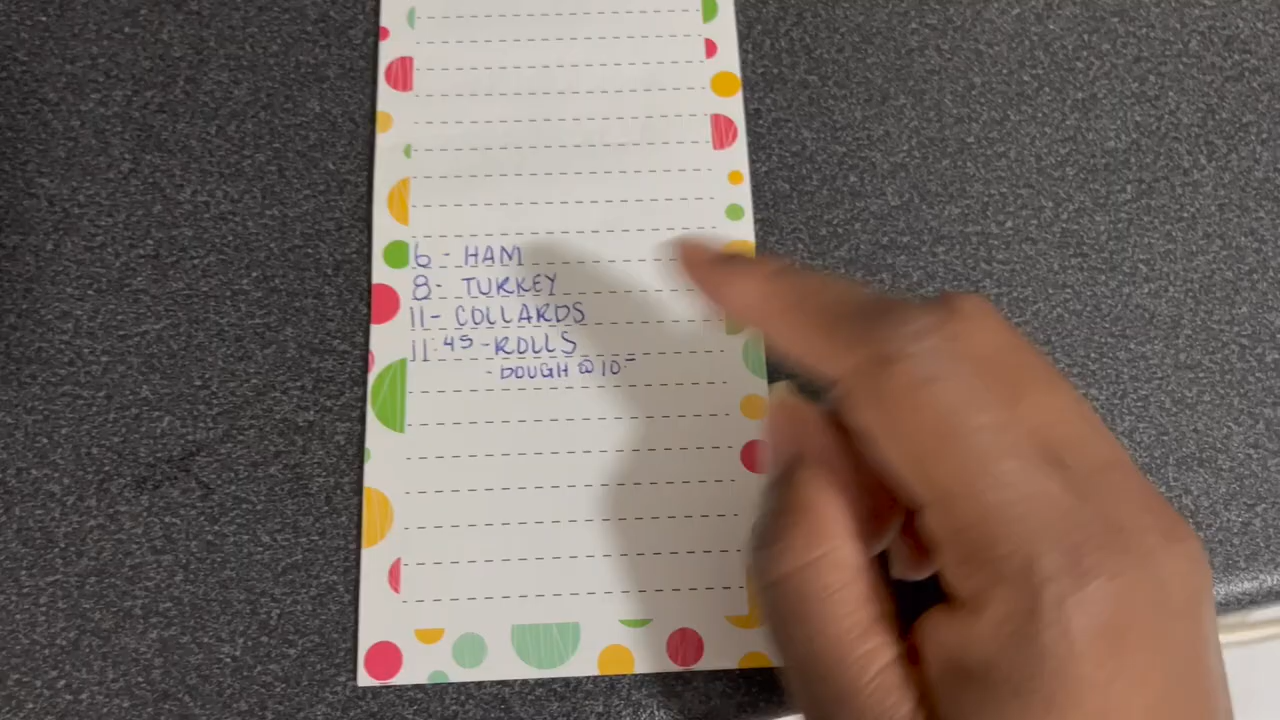 6 - HAM
8 - TURKEY
11 - COLLARDS
11:45 - ROLLS
- DOUGH @ 10:-